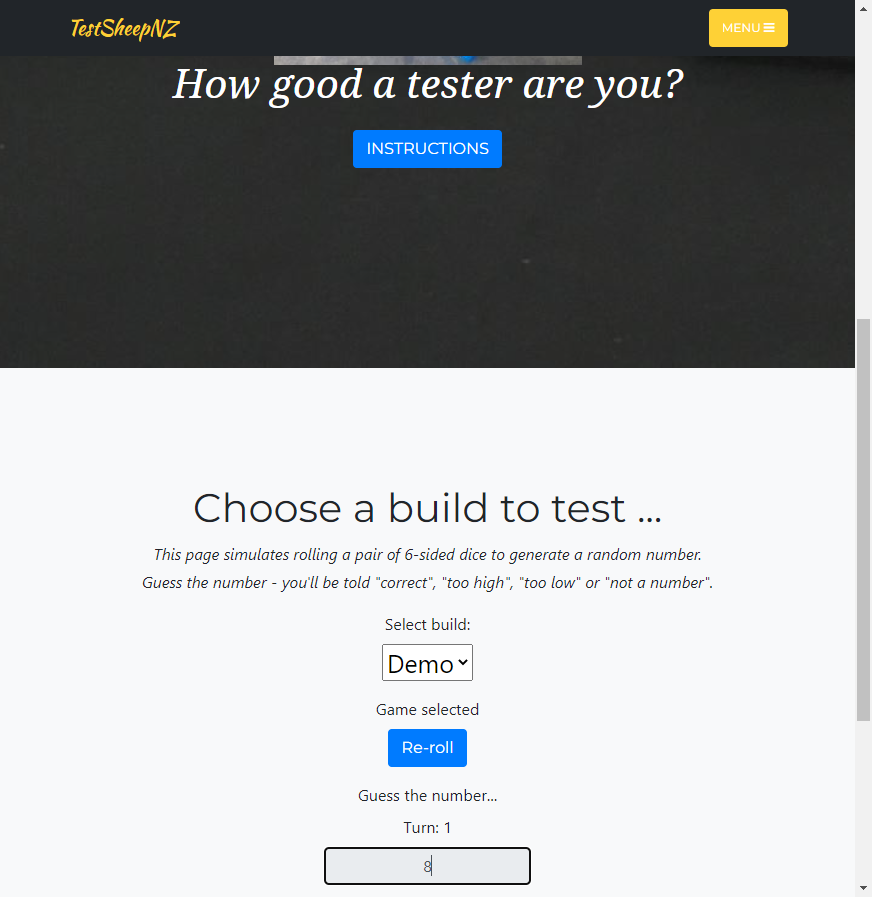 TestSheepNZ
MENU
How good a tester are you?
INSTRUCTIONS
Choose a build to test ...
This page simulates rolling a pair of 6-sided dice to generate a random number.
Guess the number - you'll be told "correct", "too high", "too low" or "not a number".
Select build:
Demo
Game selected
Re-roll
Guess the number...
Turn: 1
8